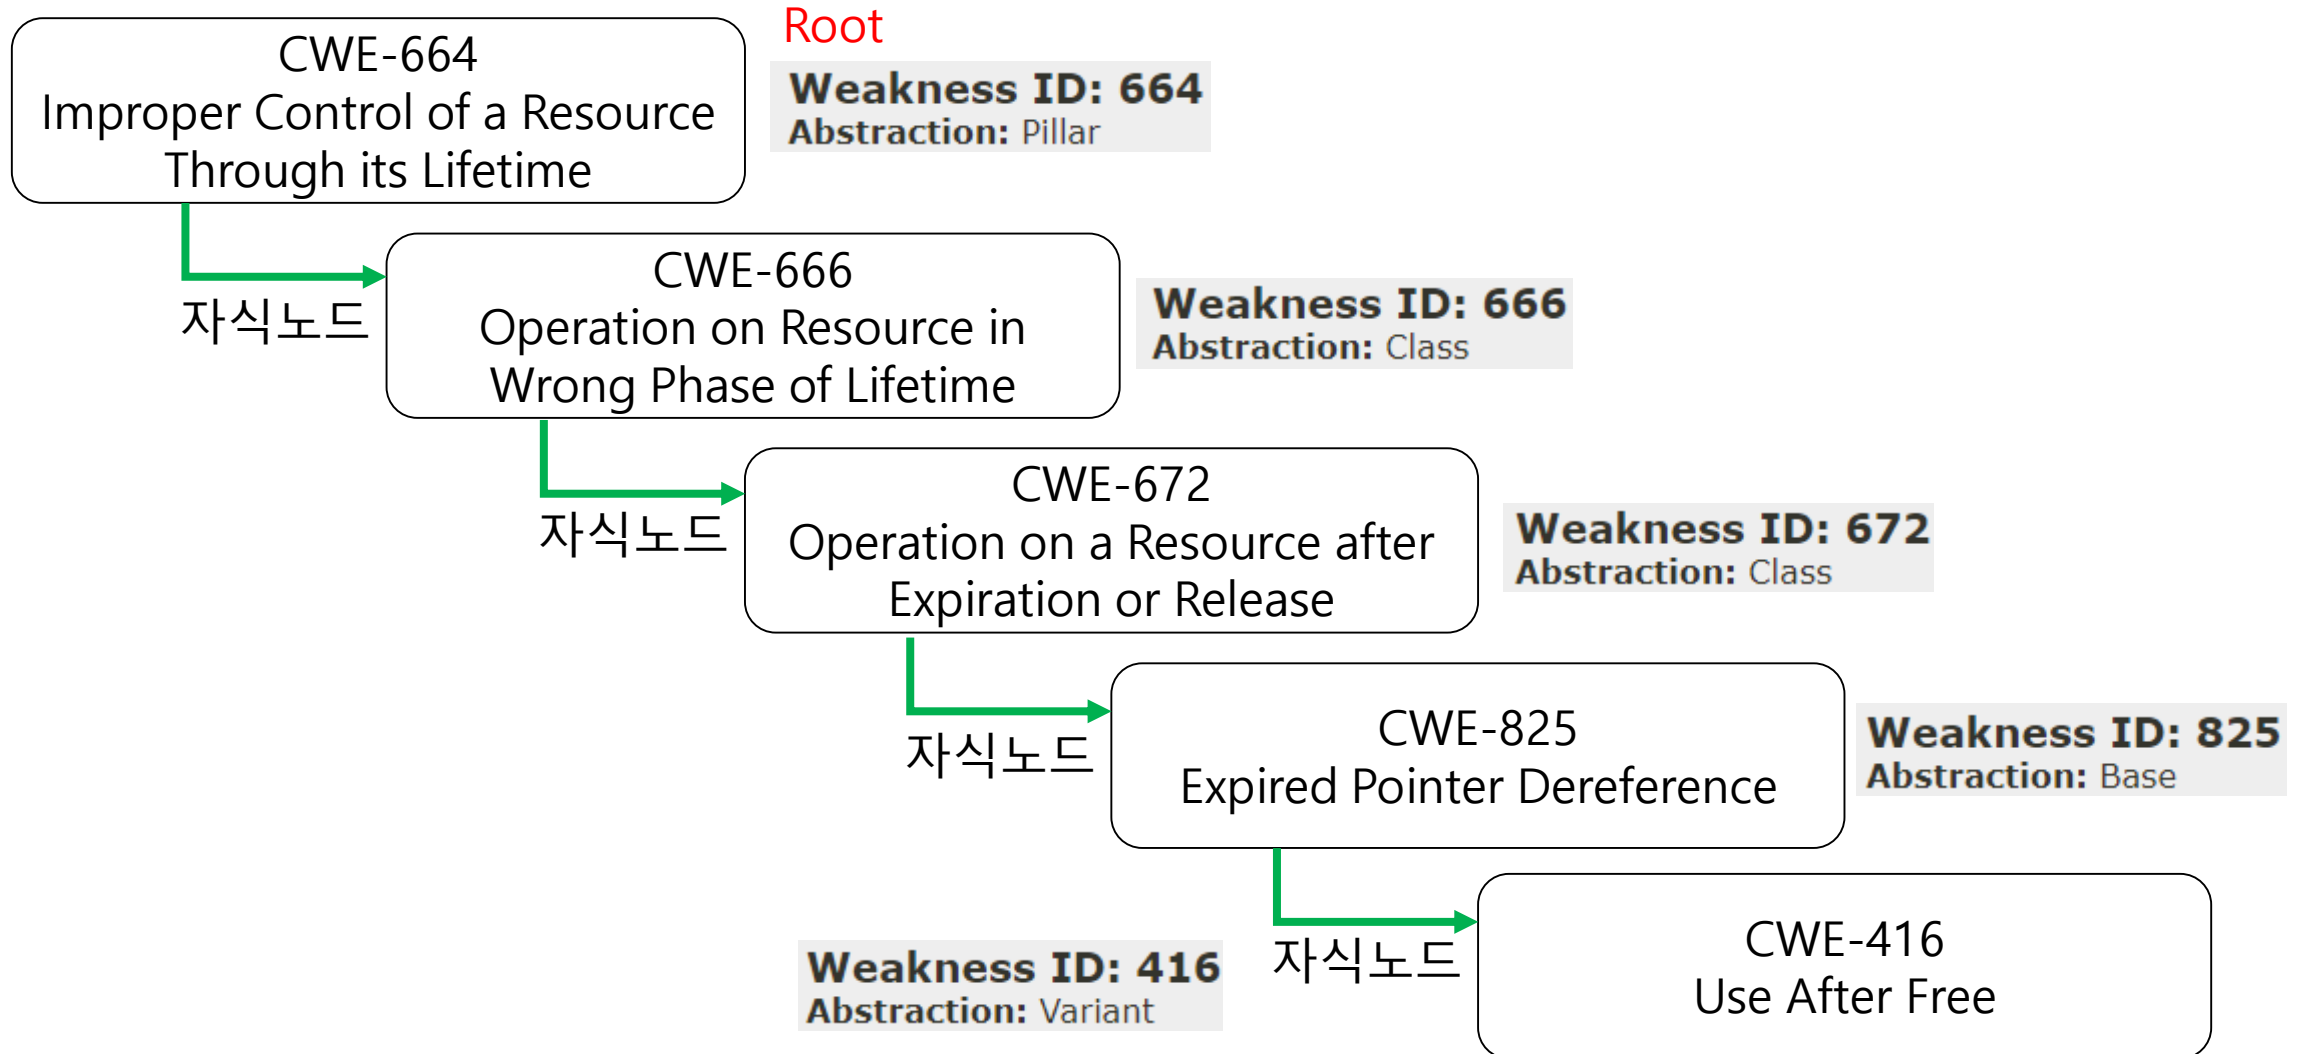 Root
CWE-664
Improper Control of a Resource
Through its Lifetime
Weakness ID: 664
Abstraction: Pillar
자식노드
CWE-666
Operation on Resource in
Wrong Phase of Lifetime
Weakness ID: 666
Abstraction: Class
자식노드
CWE-672
Operation on a Resource after
Expiration or Release
Weakness ID: 672
Abstraction: Class
자식노드
CWE-825
Expired Pointer Dereference
Weakness ID: 825
Abstraction: Base
자식노드
CWE-416
Use After Free
Weakness ID: 416
Abstraction: Variant